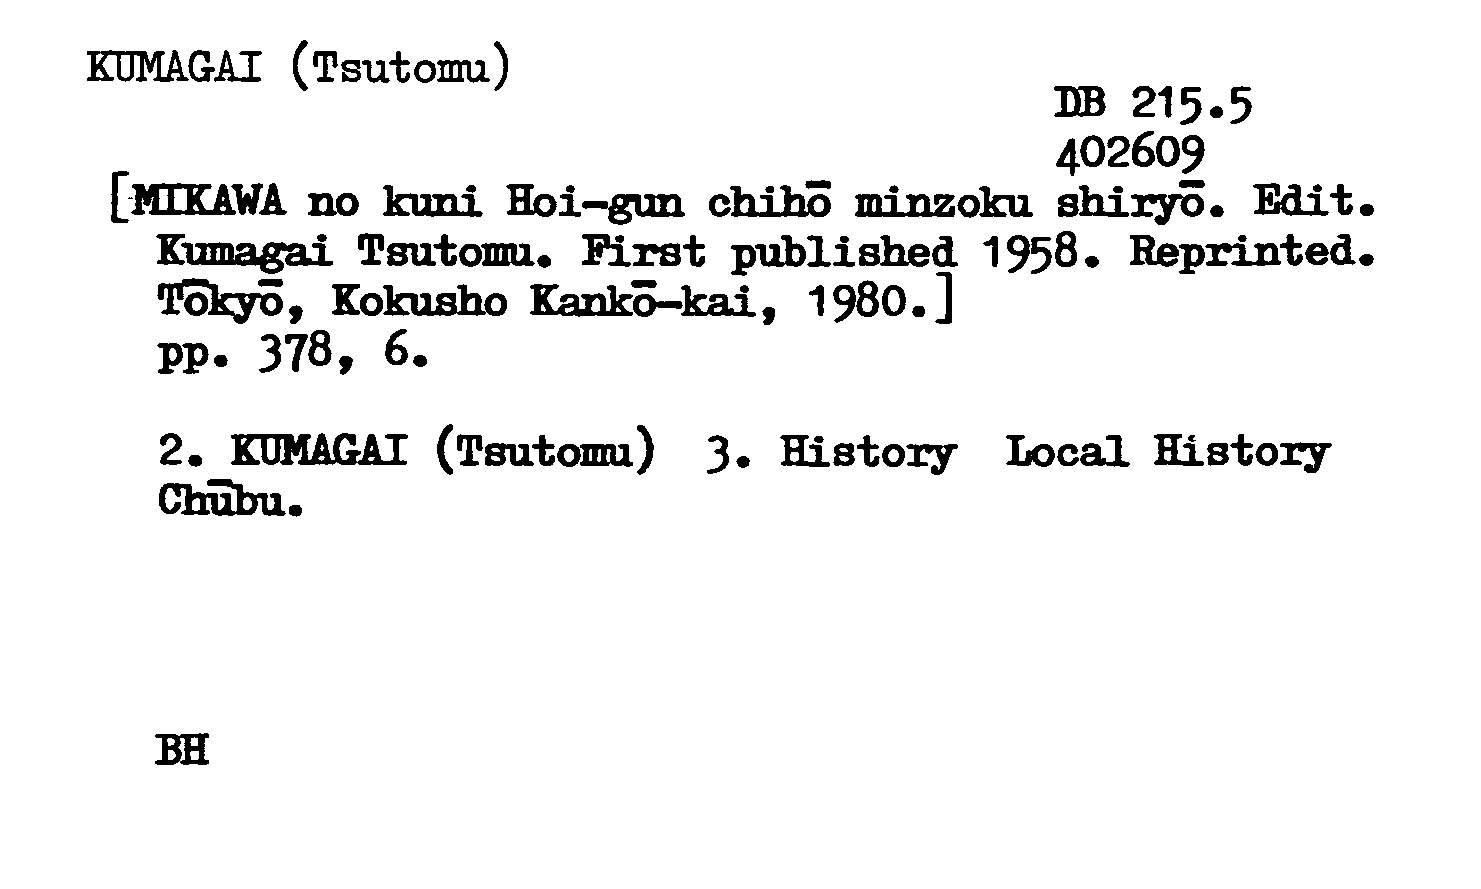 KUMAGAI (Tsutomu)
DB 215.5
402609
[MIKAWA no kuni Hoi-gun chihō minzoku shiryō. Edit.
Kumagai Tsutomu. First published 1958. Reprinted.
Tōkyō, Kokusho Kankō-kai, 1980.]
pp. 378, 6.
2. KUMAGAI (Tsutomu) 3. History Local History
Chūbu.
BH